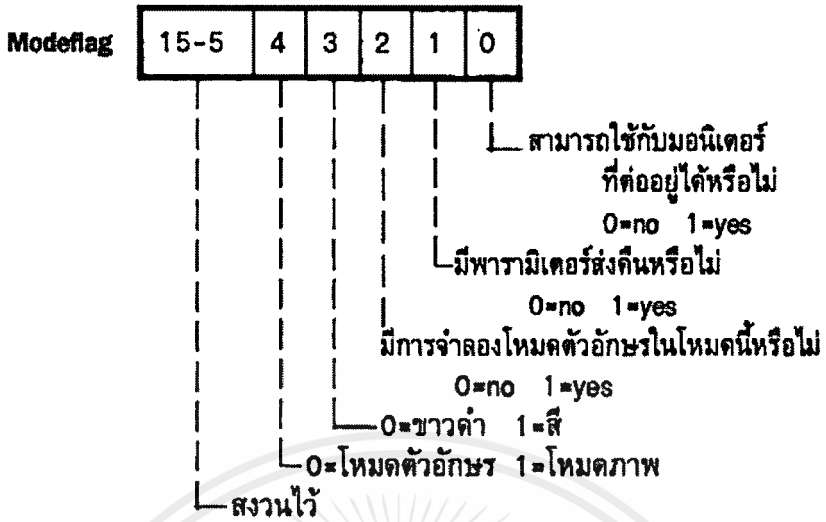 Modeflag 15-5 4 3 2 1 0
สามารถใช้กับมอนิเตอร์
ที่ต่ออยู่ได้หรือไม่
0=no 1=yes
มีพารามิเตอร์ส่งคืนหรือไม่
0=no 1=yes
มีการจำลองโหมดตัวอักษรในโหมดนี้หรือไม่
0=no 1=yes
0=ขาวดำ 1=สี
0=โหมดตัวอักษร 1=โหมดภาพ
สงวนไว้